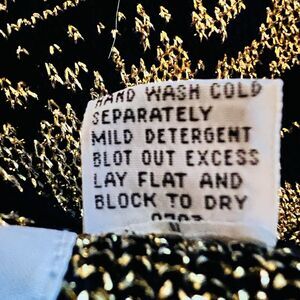 HAND WASH COLD
SEPARATELY
MILD DETERGENT
BLOT OUT EXCESS
LAY FLAT AND
BLOCK TO DRY